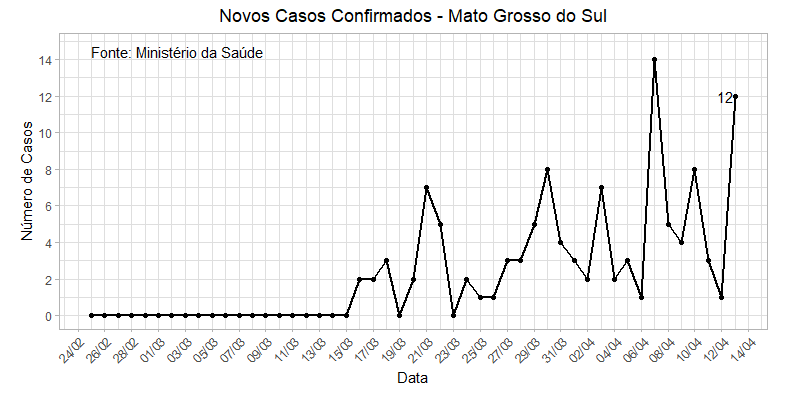 Novos Casos Confirmados - Mato Grosso do Sul
Fonte: Ministério da Saúde
14
12
10
8
6
4
2
0
12
Número de Casos
24/02 26/02 28/02 01/03 03/03 05/03 07/03 09/03 11/03 13/03 15/03 17/03 19/03 21/03 23/03 25/03 27/03 29/03 31/03 02/04 04/04 06/04 08/04 10/04 12/04 14/04
Data